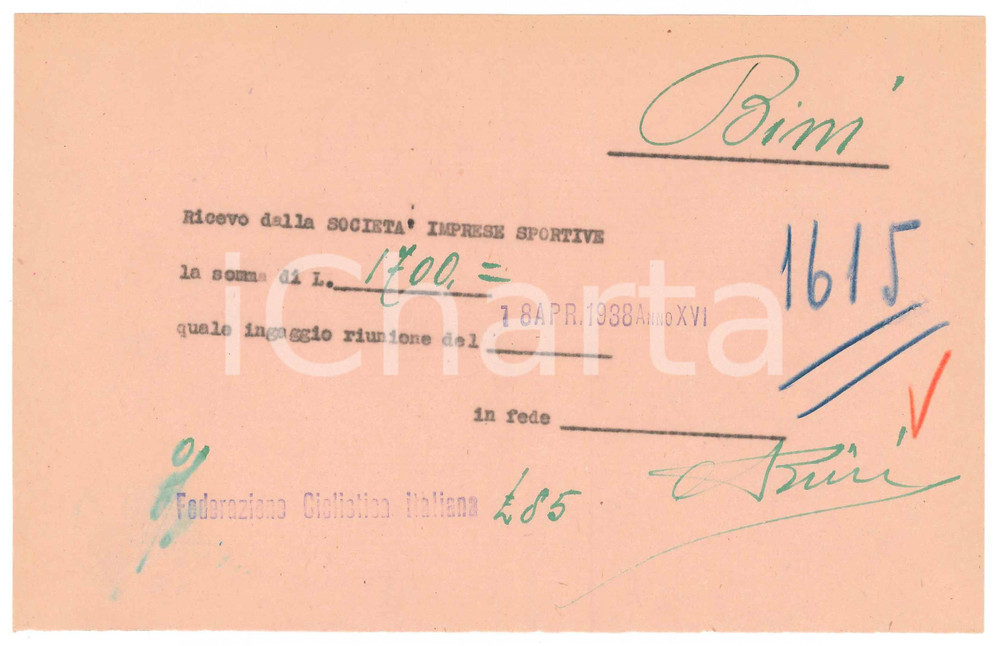 Bini
Ricevo dalla SOCIETA' IMPRESE SPORTIVE
1615
la somma di L. 1700.=
18 APR. 1938 ANNO XVI
quale ingaggio riunione del
iCharta
in fede
Bini
Federazione Ciclistica Italiana £ 85